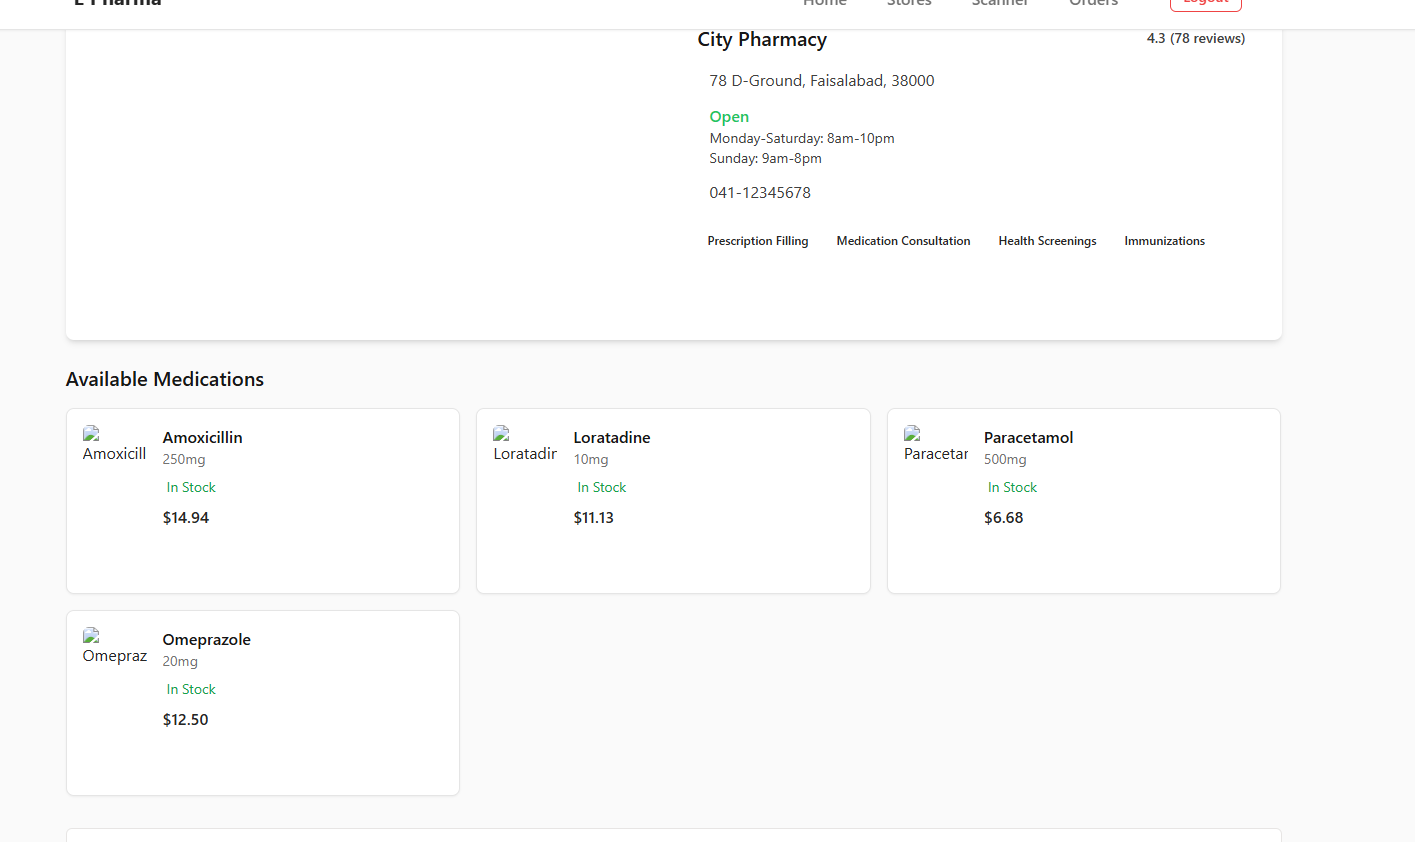 E Pharma
Home Stores Scanner Orders Logout
City Pharmacy
4.3 (78 reviews)
78 D-Ground, Faisalabad, 38000
Open
Monday-Saturday: 8am-10pm
Sunday: 9am-8pm
041-12345678
Prescription Filling Medication Consultation Health Screenings Immunizations
Available Medications
Amoxicill
Amoxicillin
250mg
In Stock
$14.94
Loratadir
Loratadine
10mg
In Stock
$11.13
Paracetar
Paracetamol
500mg
In Stock
$6.68
Omepraz
Omeprazole
20mg
In Stock
$12.50